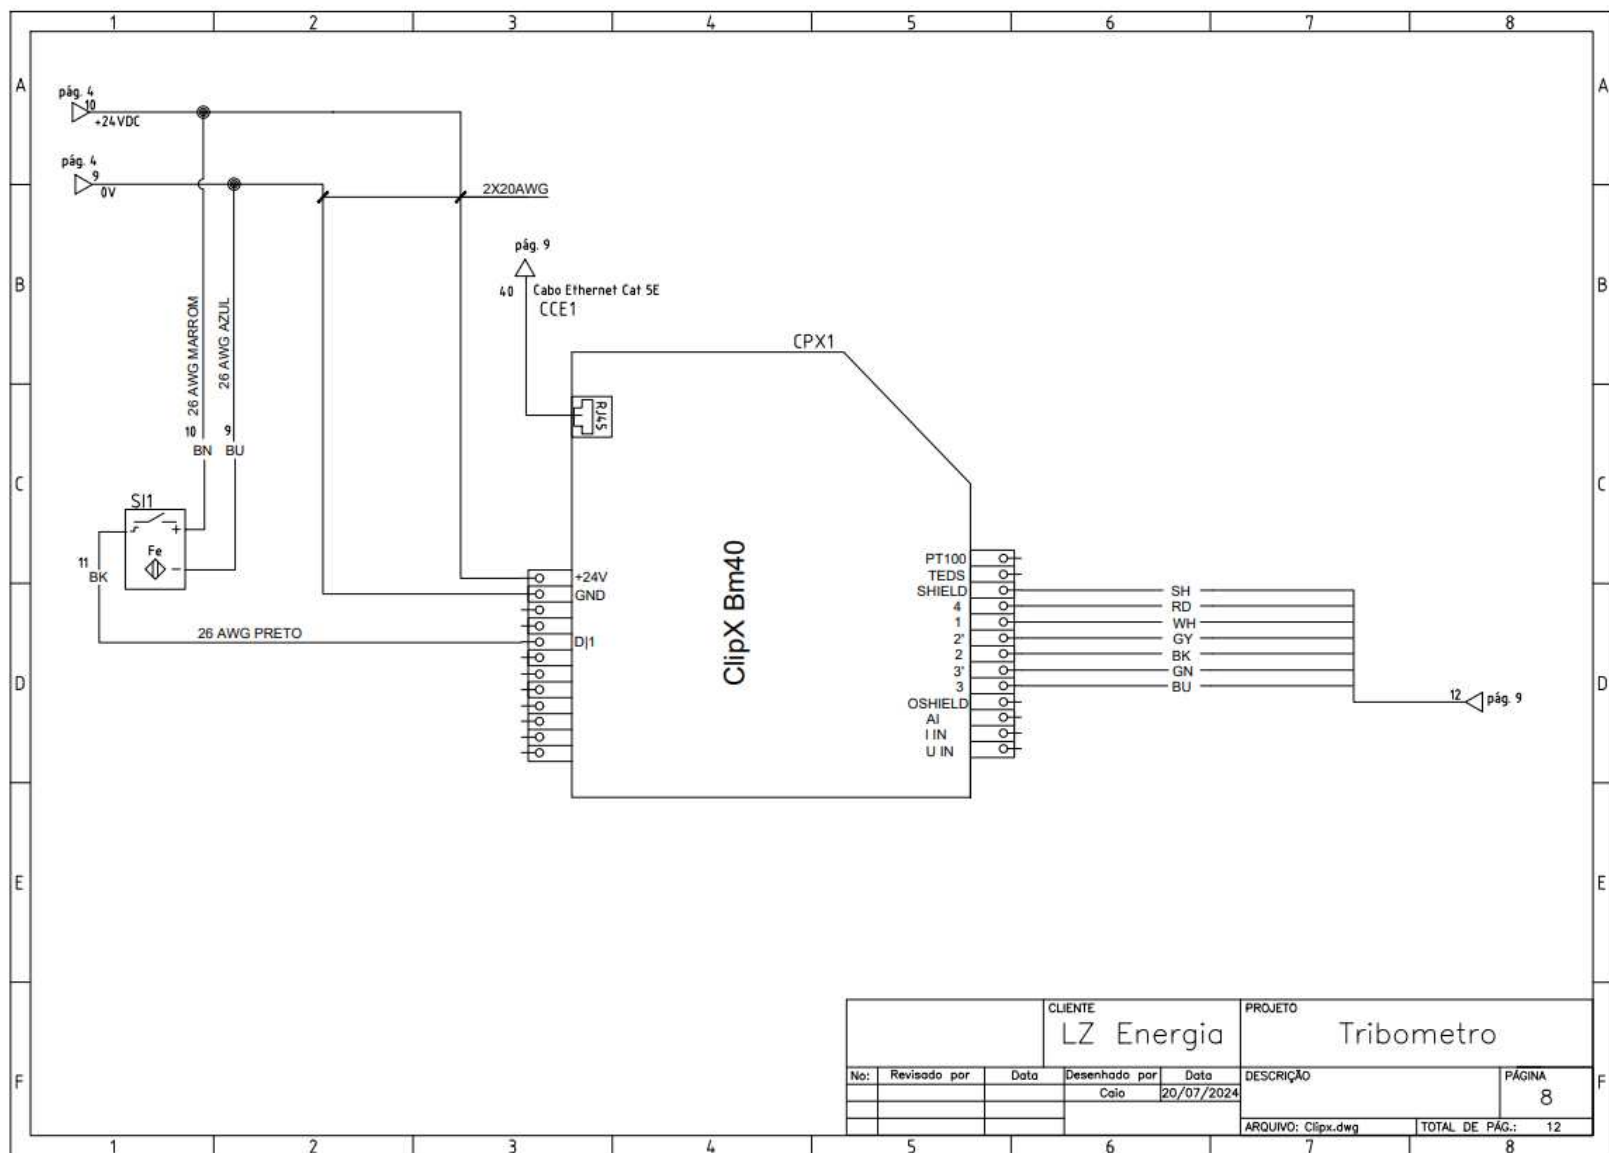 1 2 3 4 5 6 7 8
A A
pág. 4
10
+24VDC
pág. 4
9
0V
2X20AWG
pág. 9
B B
40 Cabo Ethernet Cat 5E
CCE1
26 AWG MARROM
26 AWG AZUL
CPX1
RJ45
10 9
BN BU
C C
SI1
+
Fe
-
11
BK
ClipX Bm40
+24V
GND
26 AWG PRETO
D|1
PT100
TEDS
SHIELD SH
4 RD
1 WH
2' GY
2 BK
3' GN
3 BU
D D
12 pág. 9
OSHIELD
AI
I IN
U IN
E E
CLIENTE
LZ Energia
PROJETO
Tribometro
F F
No: Revisado por Data Desenhado por Data DESCRIÇÃO PÁGINA
Caio 20/07/2024 8
ARQUIVO: Clipx.dwg TOTAL DE PÁG.: 12
1 2 3 4 5 6 7 8